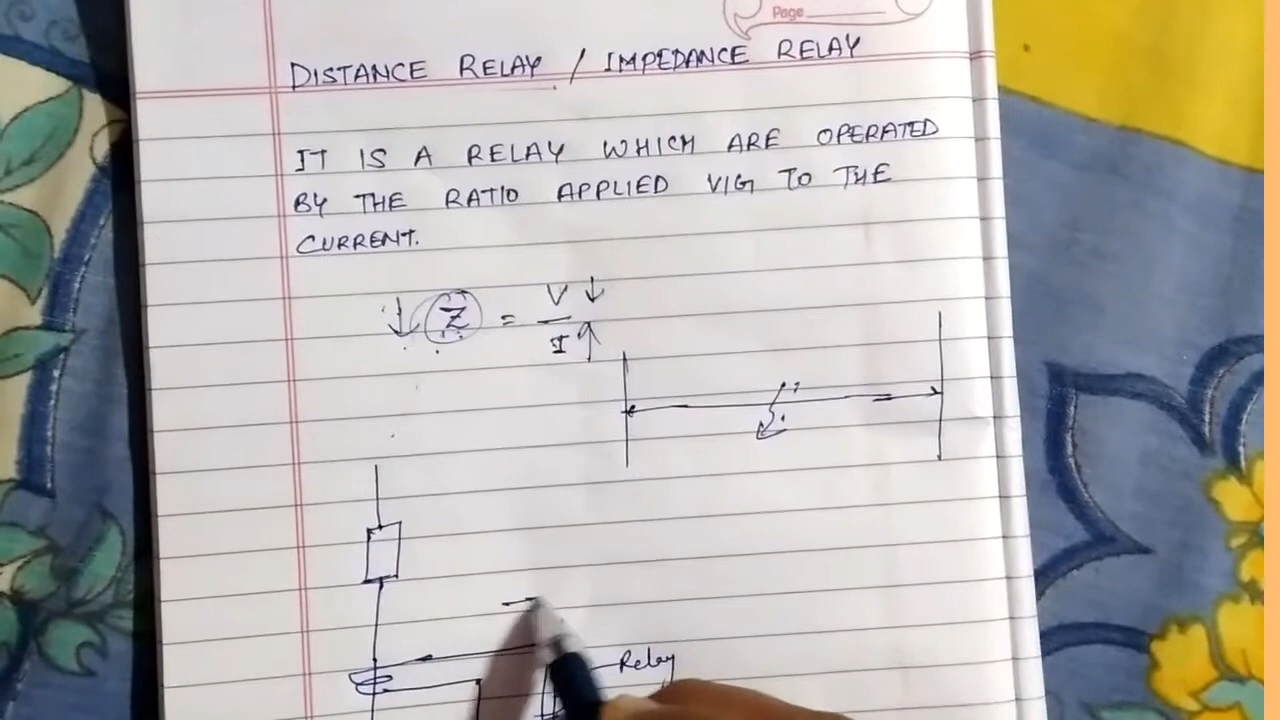 Page
DISTANCE RELAY / IMPEDANCE RELAY
IT IS A RELAY WHICH ARE OPERATED
BY THE RATIO APPLIED V/G TO THE
CURRENT.
↓ Z = V ↓
I ↑
Relay